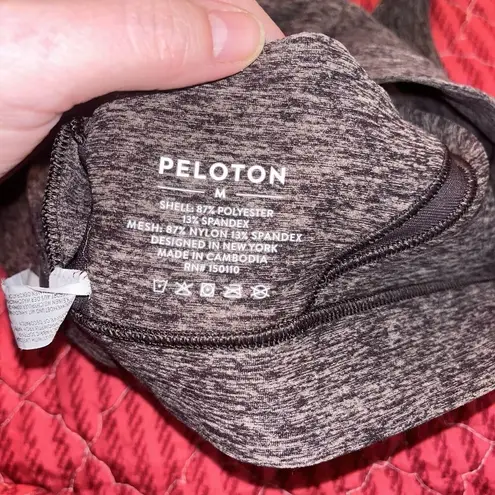 PELOTON
M
SHELL: 87% POLYESTER
13% SPANDEX
MESH: 87% NYLON 13% SPANDEX
DESIGNED IN NEW YORK
MADE IN CAMBODIA
RN# 150110